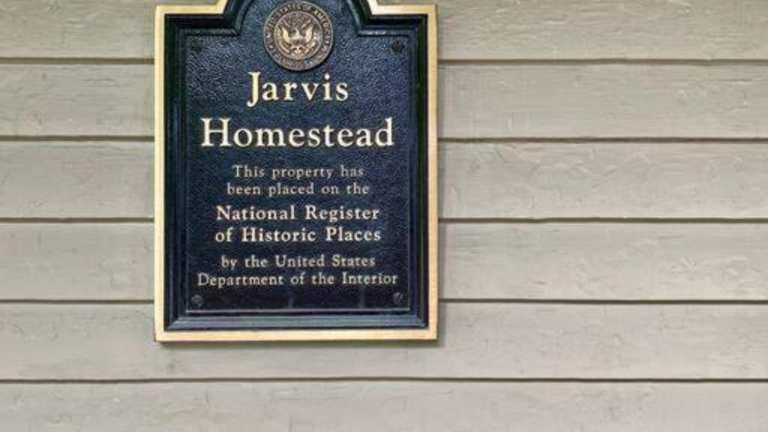 Jarvis
Homestead
This property has
been placed on the
National Register
of Historic Places
by the United States
Department of the Interior